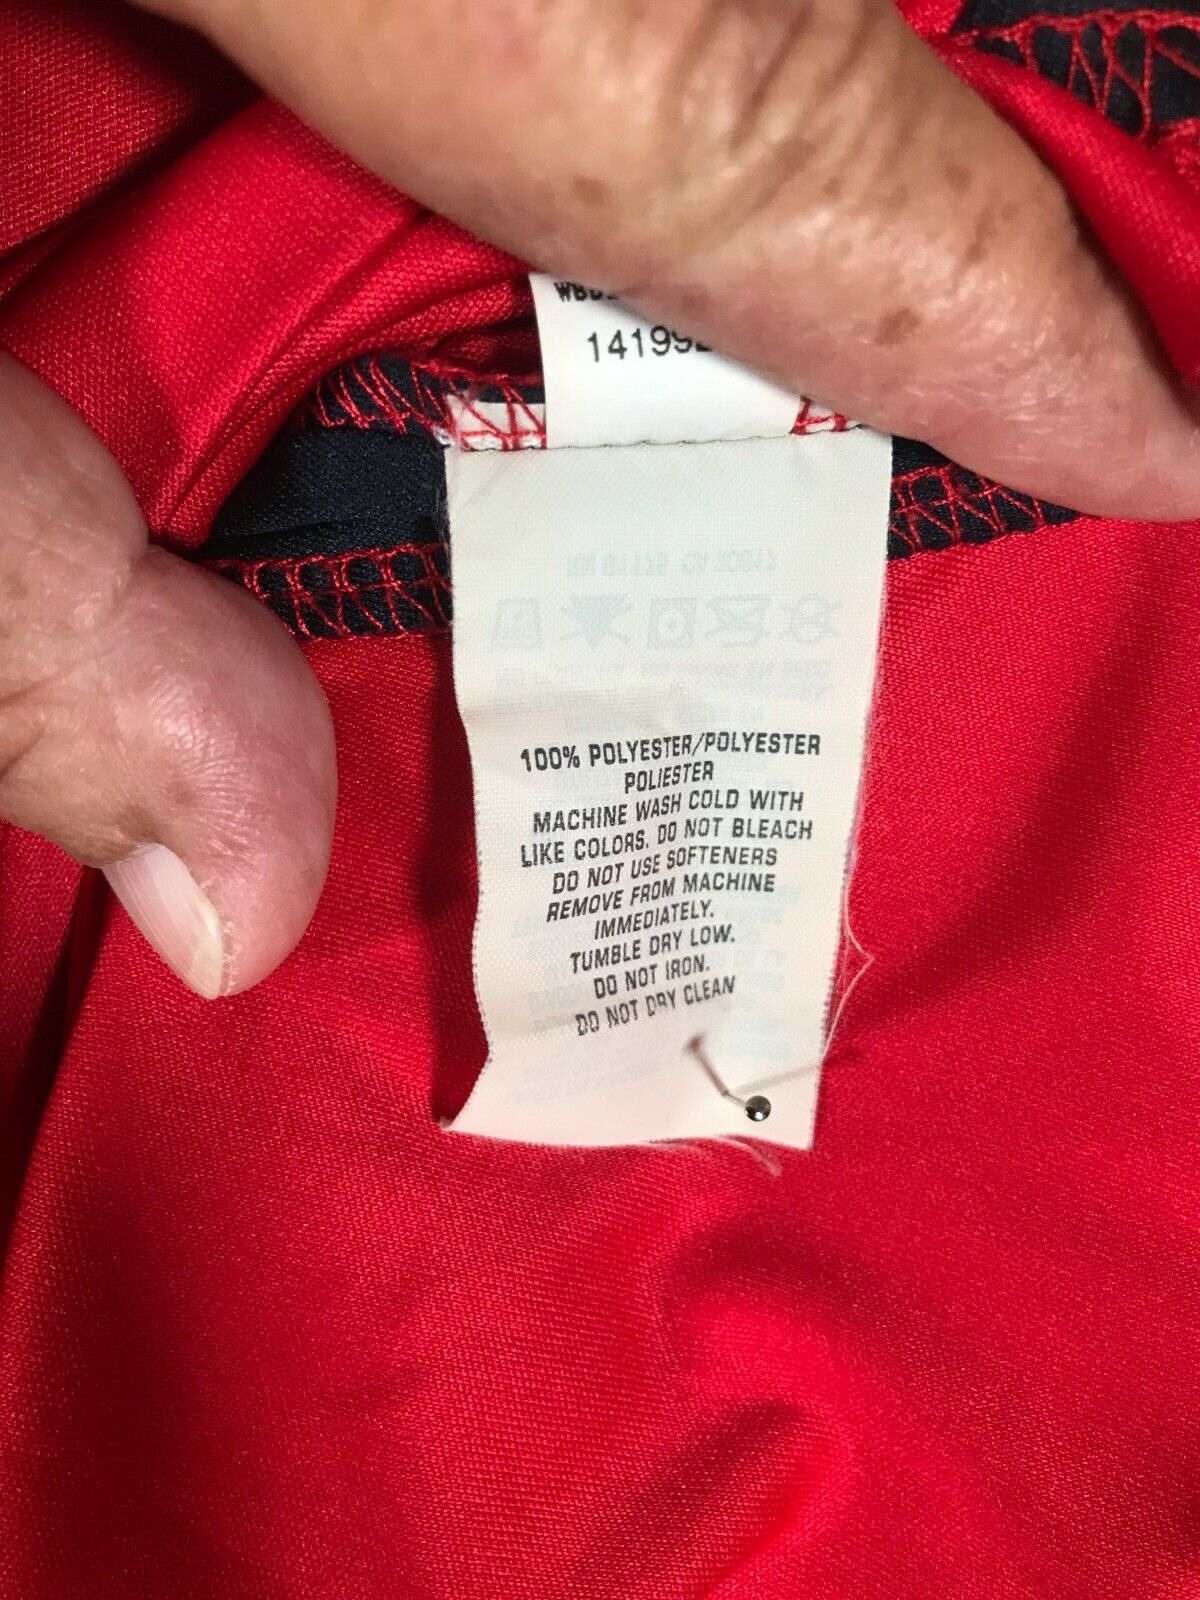 14199
100% POLYESTER/POLYESTER
POLIESTER
MACHINE WASH COLD WITH
LIKE COLORS. DO NOT BLEACH
DO NOT USE SOFTENERS
REMOVE FROM MACHINE
IMMEDIATELY.
TUMBLE DRY LOW.
DO NOT IRON.
DO NOT DRY CLEAN